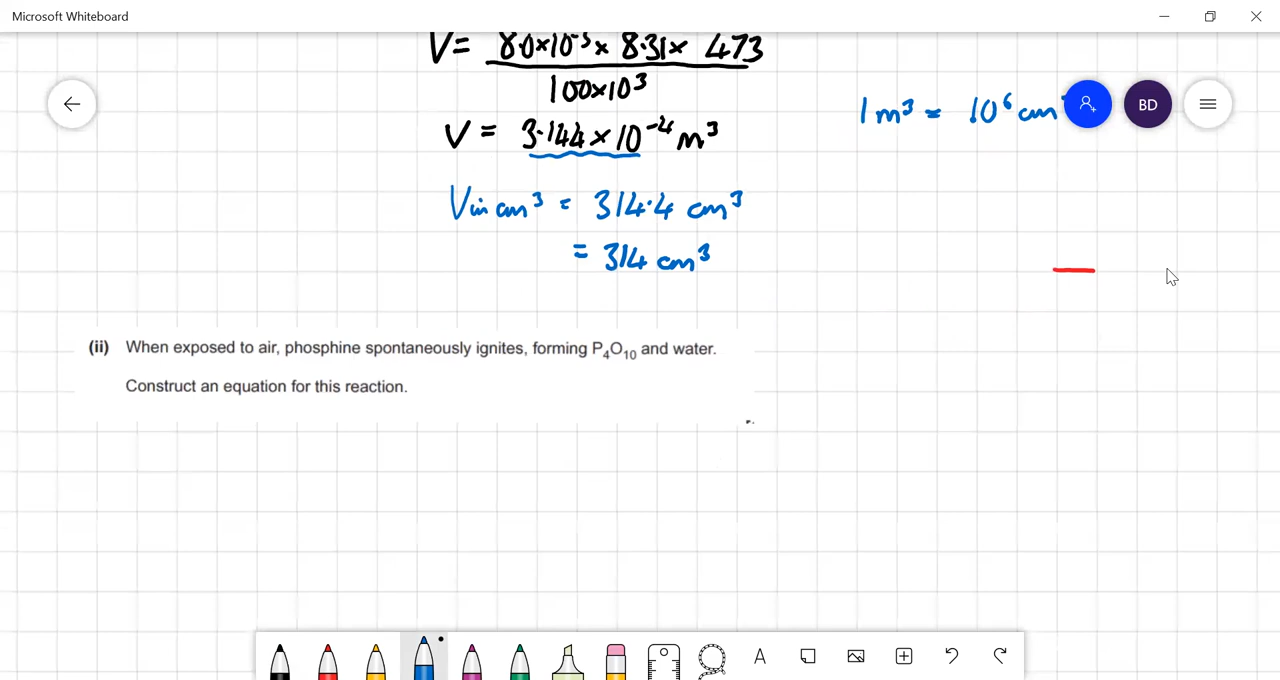 Microsoft Whiteboard
V = 8.0×10⁻³ × 8.31 × 473
100×10³
1 m³ = 10⁶ cm
BD
V = 3.144 × 10⁻⁴ m³
V in cm³ = 314.4 cm³
= 314 cm³
(ii) When exposed to air, phosphine spontaneously ignites, forming P₄O₁₀ and water.
Construct an equation for this reaction.
A